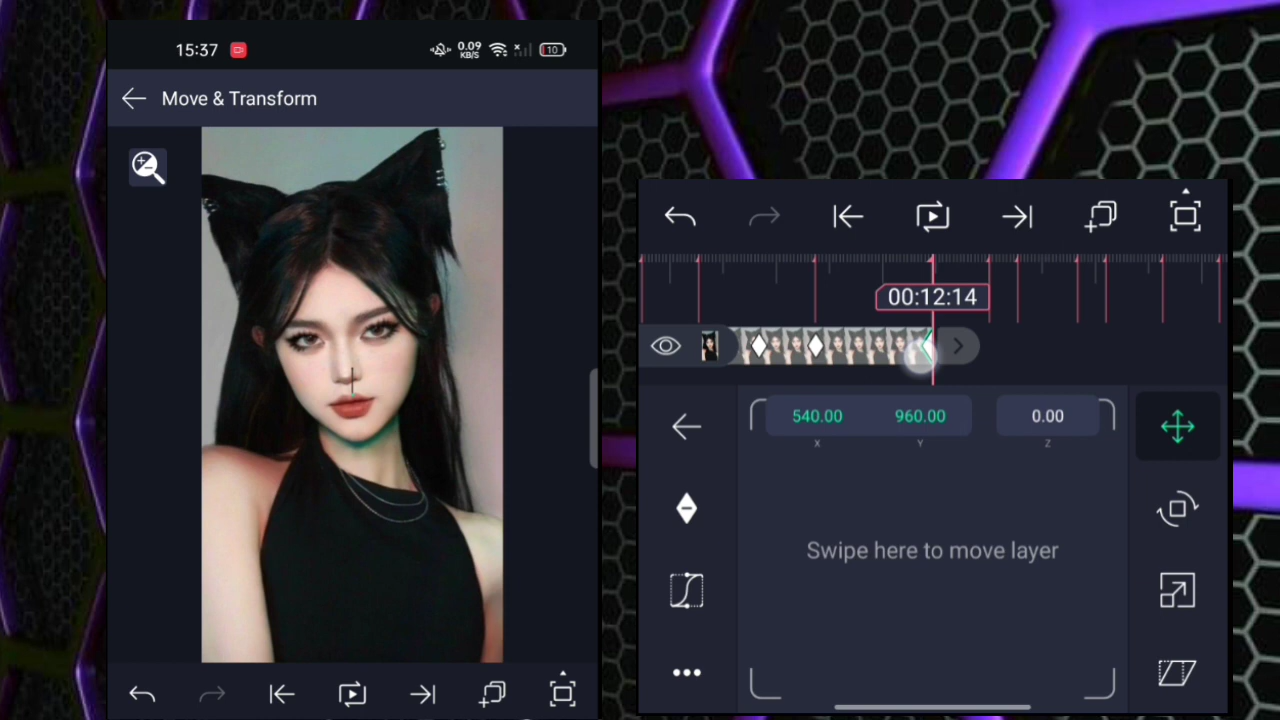 15:37
0.09
KB/S
x
10
Move & Transform
00:12:14
540.00 960.00 0.00
X Y Z
Swipe here to move layer